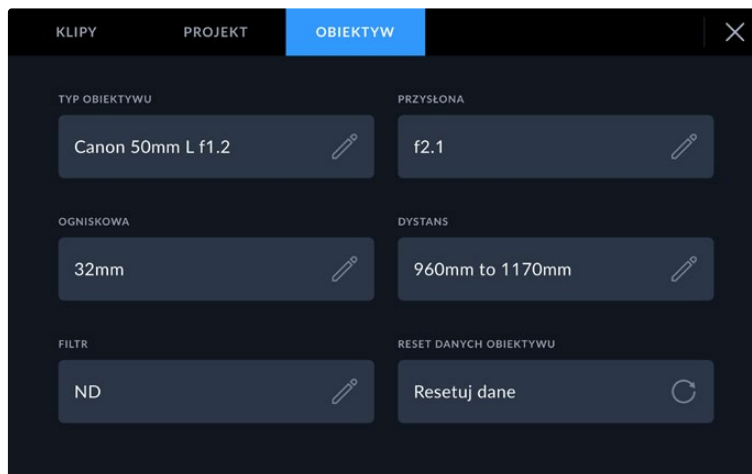 KLIPY PROJEKT OBIEKTYW
TYP OBIEKTYWU PRZYSŁONA
Canon 50mm L f1.2 f2.1
OGNISKOWA DYSTANS
32mm 960mm to 1170mm
FILTR RESET DANYCH OBIEKTYWU
ND Resetuj dane